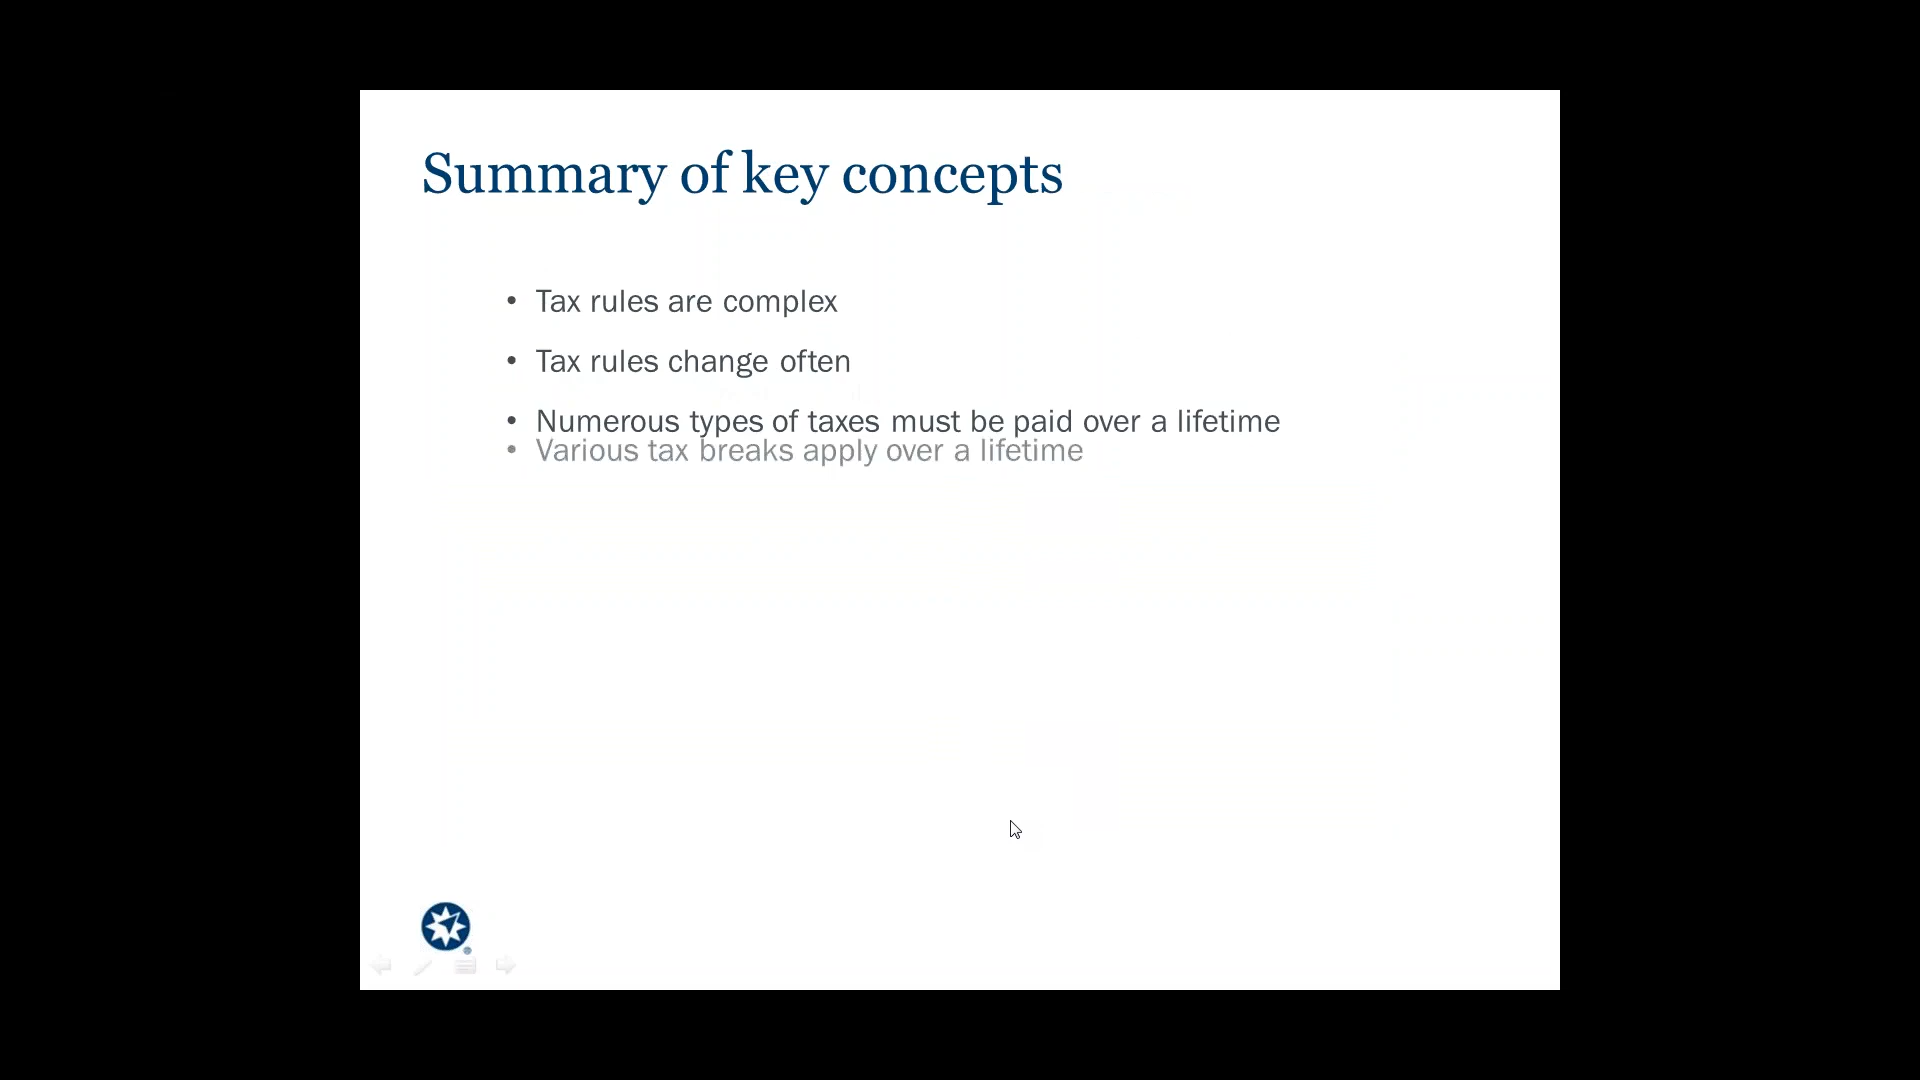 Summary of key concepts
• Tax rules are complex
• Tax rules change often
• Numerous types of taxes must be paid over a lifetime
• Various tax breaks apply over a lifetime